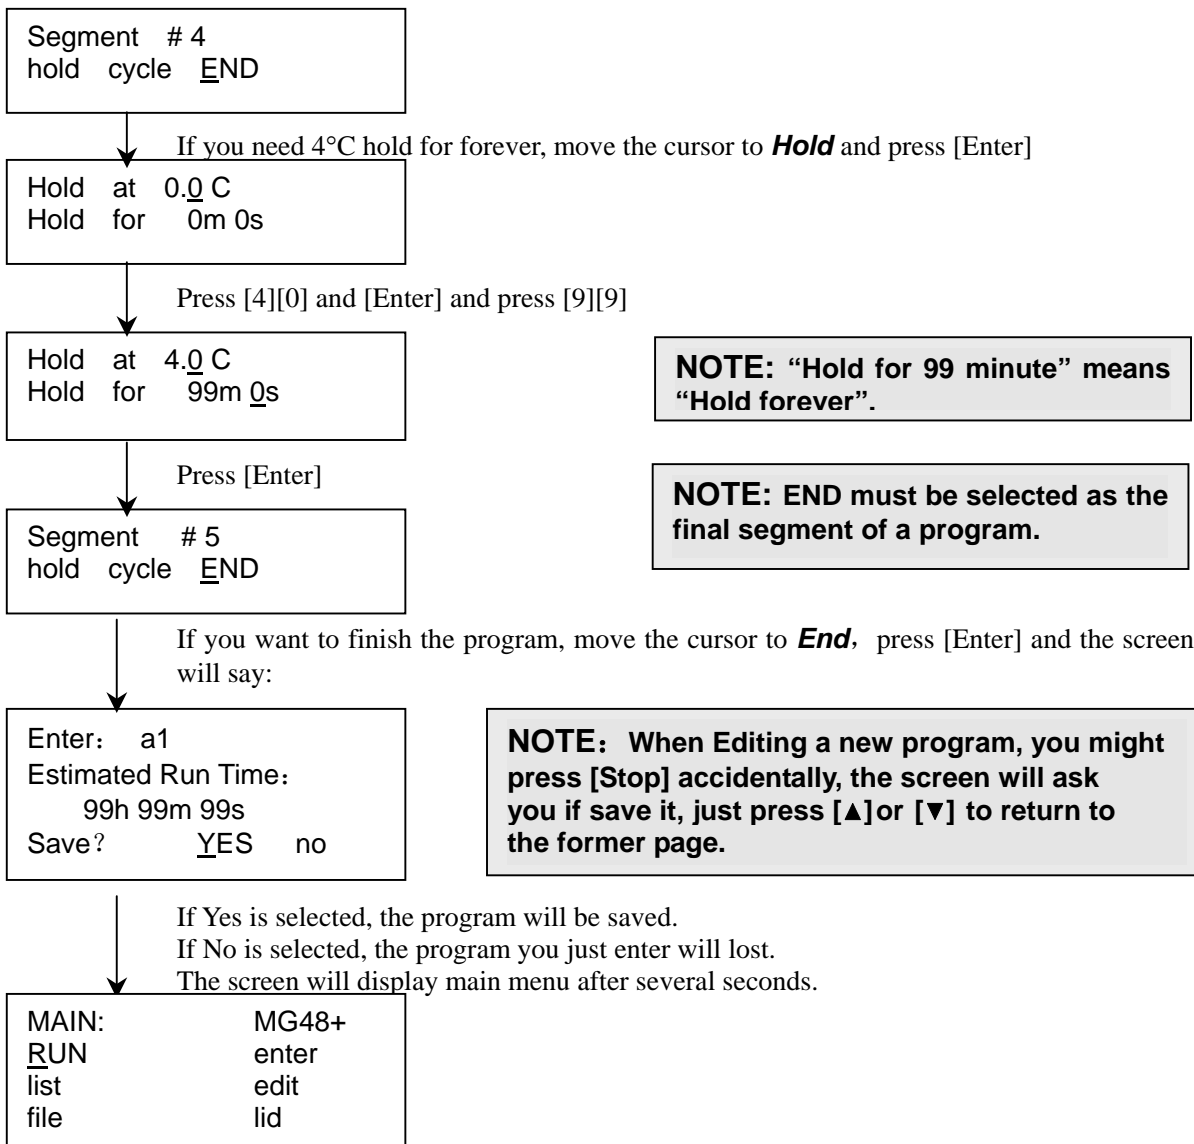 Segment # 4
hold cycle END
If you need 4°C hold for forever, move the cursor to Hold and press [Enter]
Hold at 0.0 C
Hold for 0m 0s
Press [4][0] and [Enter] and press [9][9]
Hold at 4.0 C
Hold for 99m 0s
NOTE: “Hold for 99 minute” means
“Hold forever”.
Press [Enter]
NOTE: END must be selected as the
final segment of a program.
Segment # 5
hold cycle END
If you want to finish the program, move the cursor to End，press [Enter] and the screen
will say:
Enter： a1
Estimated Run Time：
99h 99m 99s
Save？ YES no
NOTE：When Editing a new program, you might
press [Stop] accidentally, the screen will ask
you if save it, just press [▲]or [▼] to return to
the former page.
If Yes is selected, the program will be saved.
If No is selected, the program you just enter will lost.
The screen will display main menu after several seconds.
MAIN: MG48+
RUN enter
list edit
file lid